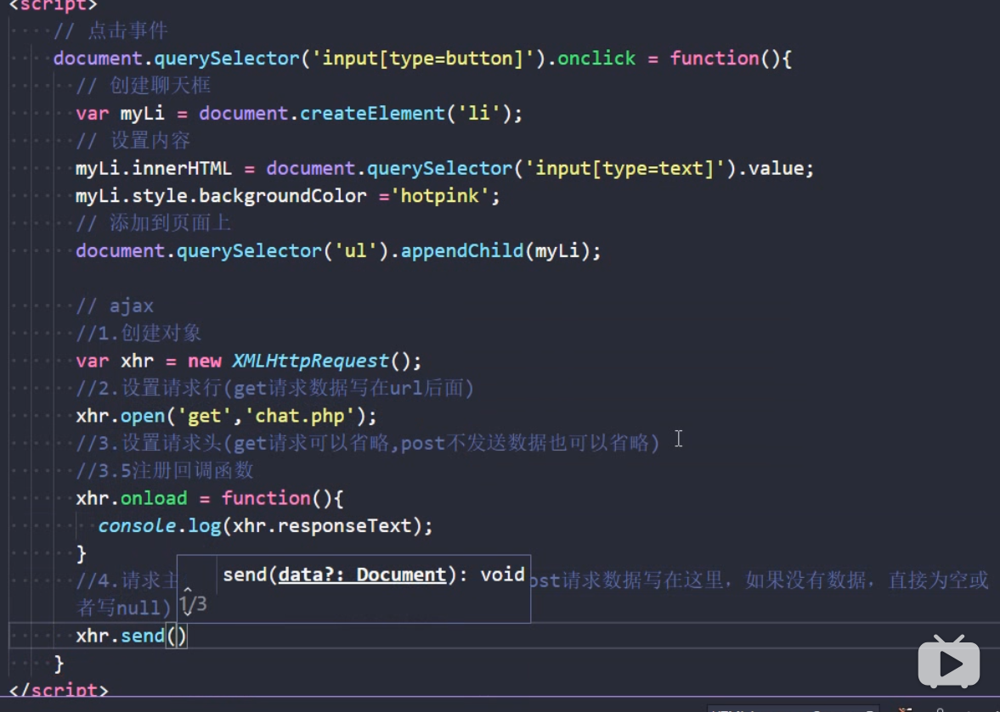 <script>
// 点击事件
document.querySelector('input[type=button]').onclick = function(){
// 创建聊天框
var myLi = document.createElement('li');
// 设置内容
myLi.innerHTML = document.querySelector('input[type=text]').value;
myLi.style.backgroundColor ='hotpink';
// 添加到页面上
document.querySelector('ul').appendChild(myLi);
// ajax
//1.创建对象
var xhr = new XMLHttpRequest();
//2.设置请求行(get请求数据写在url后面)
xhr.open('get','chat.php');
//3.设置请求头(get请求可以省略,post不发送数据也可以省略)
//3.5注册回调函数
xhr.onload = function(){
console.log(xhr.responseText);
}
send(data?: Document): void
1/3
//4.请求主 ost请求数据写在这里，如果没有数据，直接为空或
者写null)
xhr.send()
}
</script>